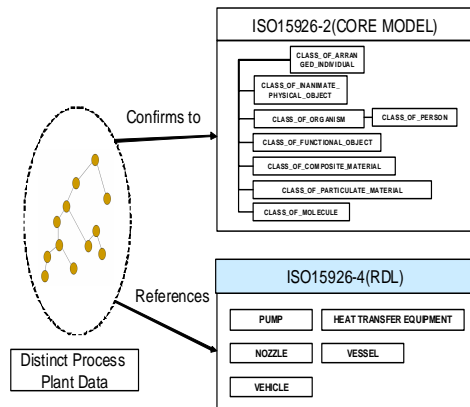 ISO15926-2(CORE MODEL)
CLASS_OF_ARRAN
GED_INDIVIDUAL
CLASS_OF_INANIMATE_
PHYSICAL_OBJECT
CLASS_OF_ORGANISM
CLASS_OF_PERSON
CLASS_OF_FUNCTIONAL_OBJECT
CLASS_OF_COMPOSITE_MATERIAL
CLASS_OF_PARTICULATE_MATERIAL
CLASS_OF_MOLECULE
Confirms to
References
Distinct Process
Plant Data
ISO15926-4(RDL)
PUMP
HEAT TRANSFER EQUIPMENT
NOZZLE
VESSEL
VEHICLE